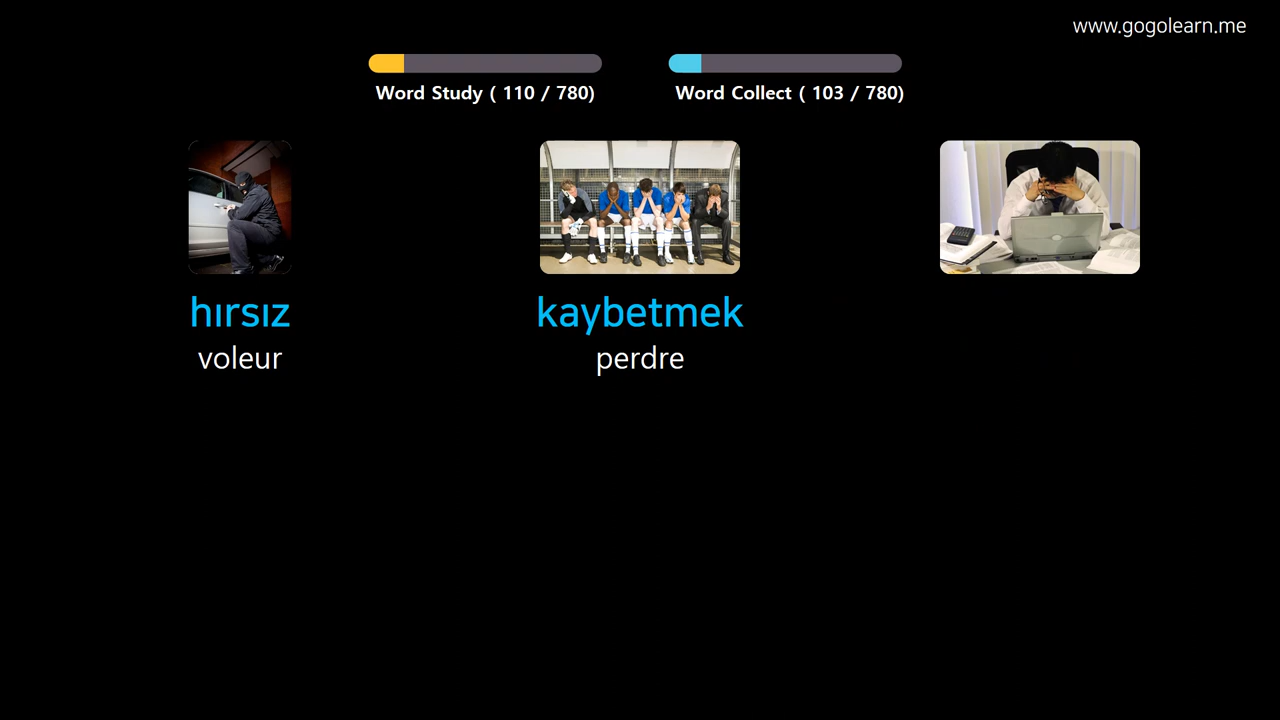 www.gogolearn.me
Word Study ( 110 / 780)
Word Collect ( 103 / 780)
hırsız
voleur
kaybetmek
perdre